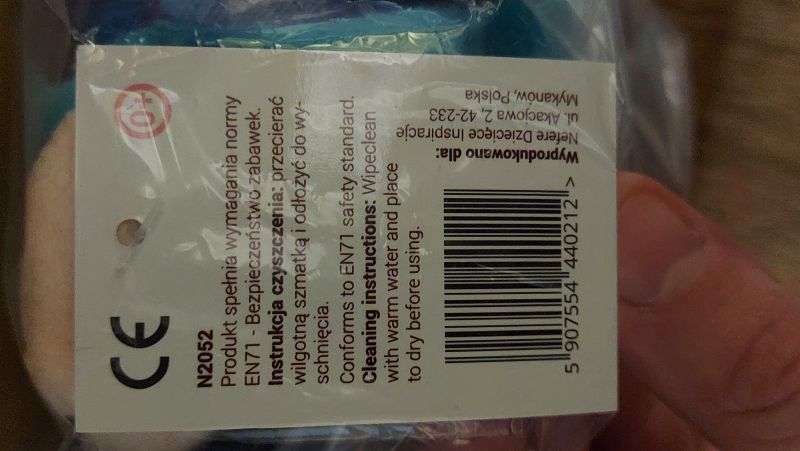 0+
CE
N2052
Produkt spełnia wymagania normy
EN71 - Bezpieczeństwo zabawek.
Instrukcja czyszczenia: przecierać
wilgotną szmatką i odłożyć do wy-
schnięcia.
Conforms to EN71 safety standard.
Cleaning instructions: Wipeclean
with warm water and place
to dry before using.
Wyprodukowano dla:
Nefere Dziecięce Inspiracje
ul. Akacjowa 2, 42-233
Mykanów, Polska
5 907554 440212 >